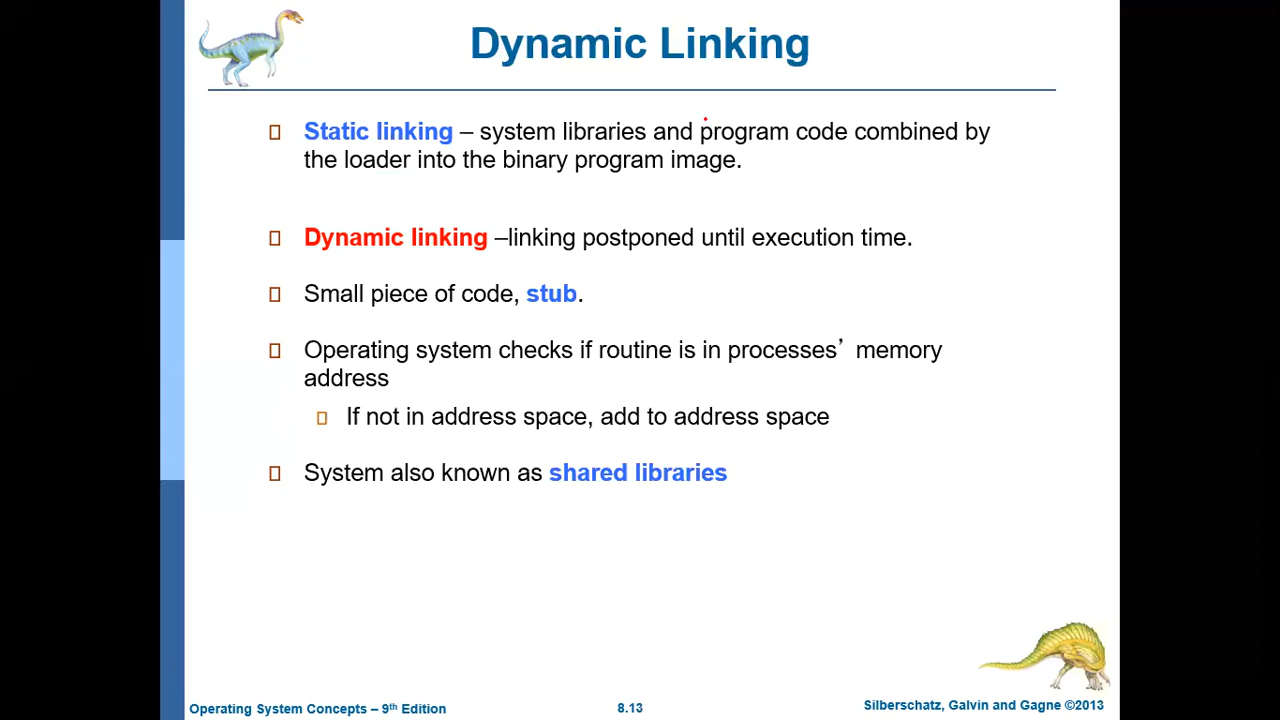 Dynamic Linking
Static linking – system libraries and program code combined by
the loader into the binary program image.
Dynamic linking –linking postponed until execution time.
Small piece of code, stub.
Operating system checks if routine is in processes’ memory
address
If not in address space, add to address space
System also known as shared libraries
Operating System Concepts – 9th Edition
8.13
Silberschatz, Galvin and Gagne ©2013